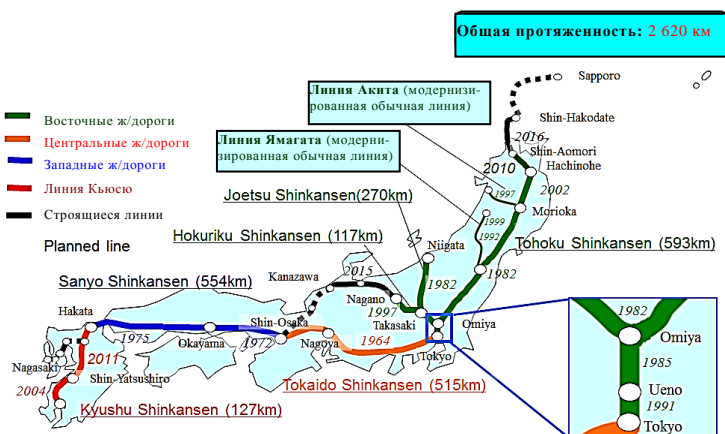 Общая протяженность: 2 620 км
Sapporo
Линия Акита (модернизи-
рованная обычная линия)
Shin-Hakodate
Восточные ж/дороги
Центральные ж/дороги
Западные ж/дороги
Линия Кьюсю
Строящиеся линии
Planned line
Линия Ямагата (модерни-
зированная обычная линия)
2016
Shin-Aomori
2010
Hachinohe
1997
2002
Joetsu Shinkansen(270km)
1999
Morioka
Hokuriku Shinkansen (117km)
1992
Tohoku Shinkansen (593km)
Niigata
Kanazawa
2015
1982
1982
Sanyo Shinkansen (554km)
Nagano
1997
Hakata
Shin-Osaka
Takasaki
Omiya
1975
Okayama
1972
Nagoya
1964
Tokyo
2011
Nagasaki
Shin-Yatsushiro
2004
Tokaido Shinkansen (515km)
Kyushu Shinkansen (127km)
1982
Omiya
1985
Ueno
1991
Tokyo